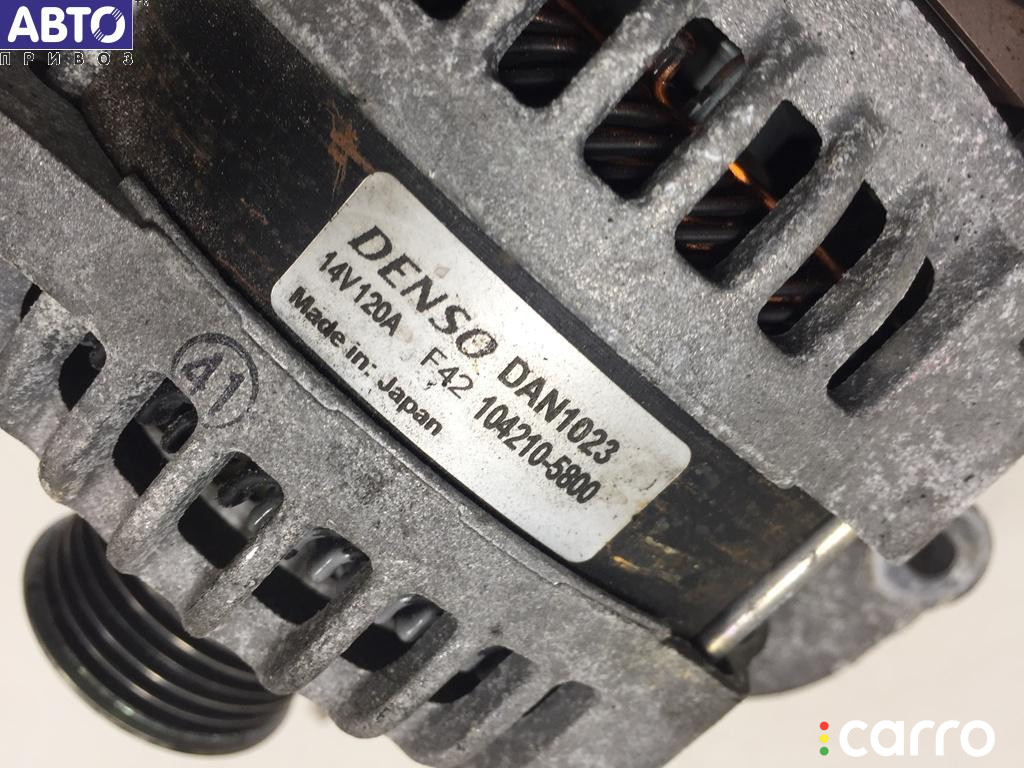 АВТО
ПРИВОЗ
DENSO DAN1023
14V120A F42 104210-5800
Made in: Japan
41
carro